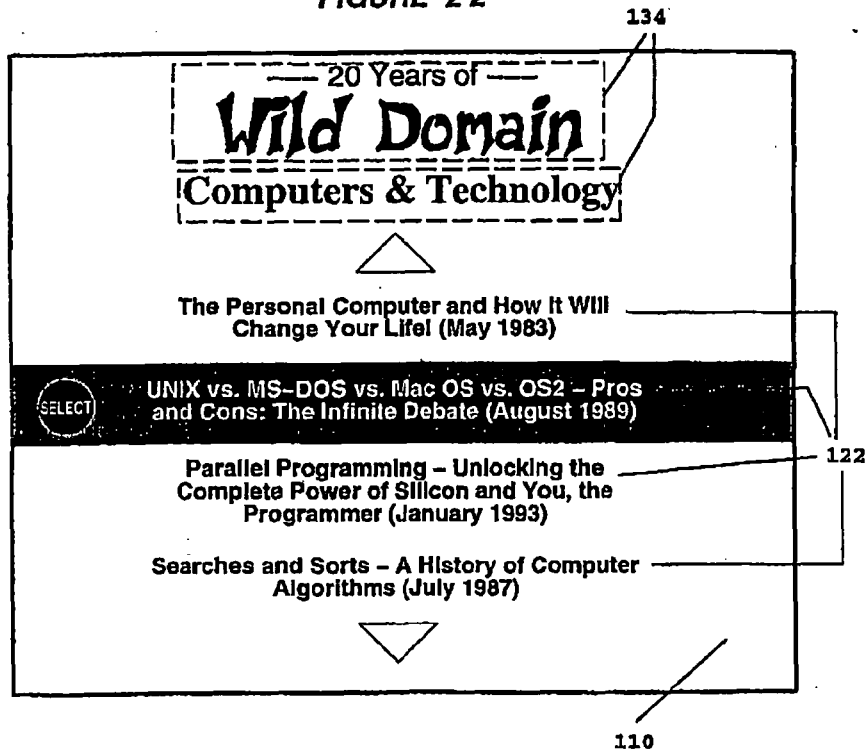 FIGURE 22
134
20 Years of
Wild Domain
Computers & Technology
The Personal Computer and How It Will
Change Your Life! (May 1983)
SELECT
UNIX vs. MS-DOS vs. Mac OS vs. OS2 – Pros
and Cons: The Infinite Debate (August 1989)
122
Parallel Programming – Unlocking the
Complete Power of Silicon and You, the
Programmer (January 1993)
Searches and Sorts – A History of Computer
Algorithms (July 1987)
110